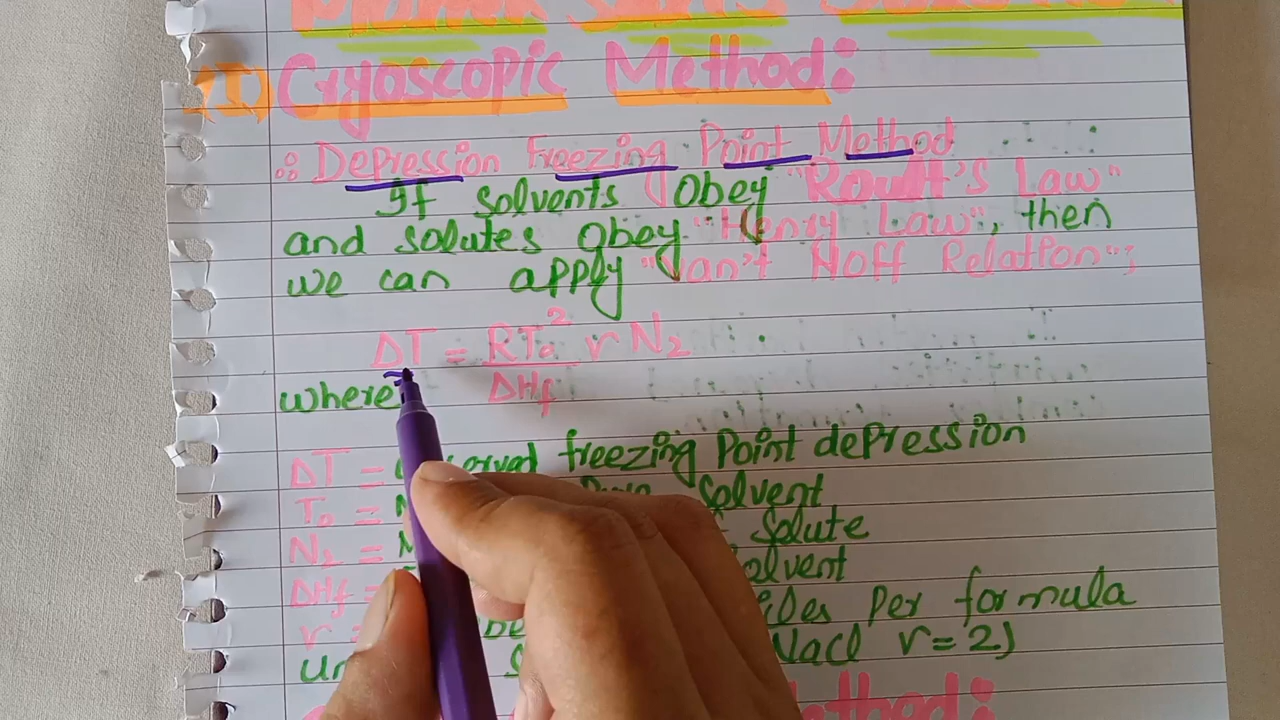 (I) Cryoscopic Method:
∴ Depression Freezing Point Method
If solvents obey "Roult's Law"
and solutes obey "Henry Law", then
we can apply "Van't Hoff Relation";
ΔT = RT₀² / ΔHf r N₂
where
ΔT = freezing Point depression
T₀ = Solvent
N₂ = Solute
ΔHf =
r = Per formula
Nacl r=2)
Method: